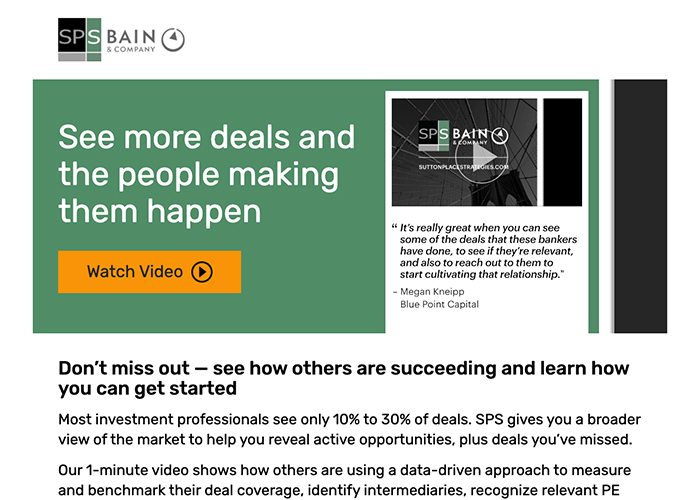 SPS BAIN
& COMPANY
See more deals and
the people making
them happen
Watch Video
SPS BAIN
& COMPANY
SUTTONPLACESTRATEGIES.COM
“ It’s really great when you can see
some of the deals that these bankers
have done, to see if they’re relevant,
and also to reach out to them to
start cultivating that relationship.”
– Megan Kneipp
Blue Point Capital
Don’t miss out — see how others are succeeding and learn how
you can get started
Most investment professionals see only 10% to 30% of deals. SPS gives you a broader
view of the market to help you reveal active opportunities, plus deals you’ve missed.
Our 1-minute video shows how others are using a data-driven approach to measure
and benchmark their deal coverage, identify intermediaries, recognize relevant PE